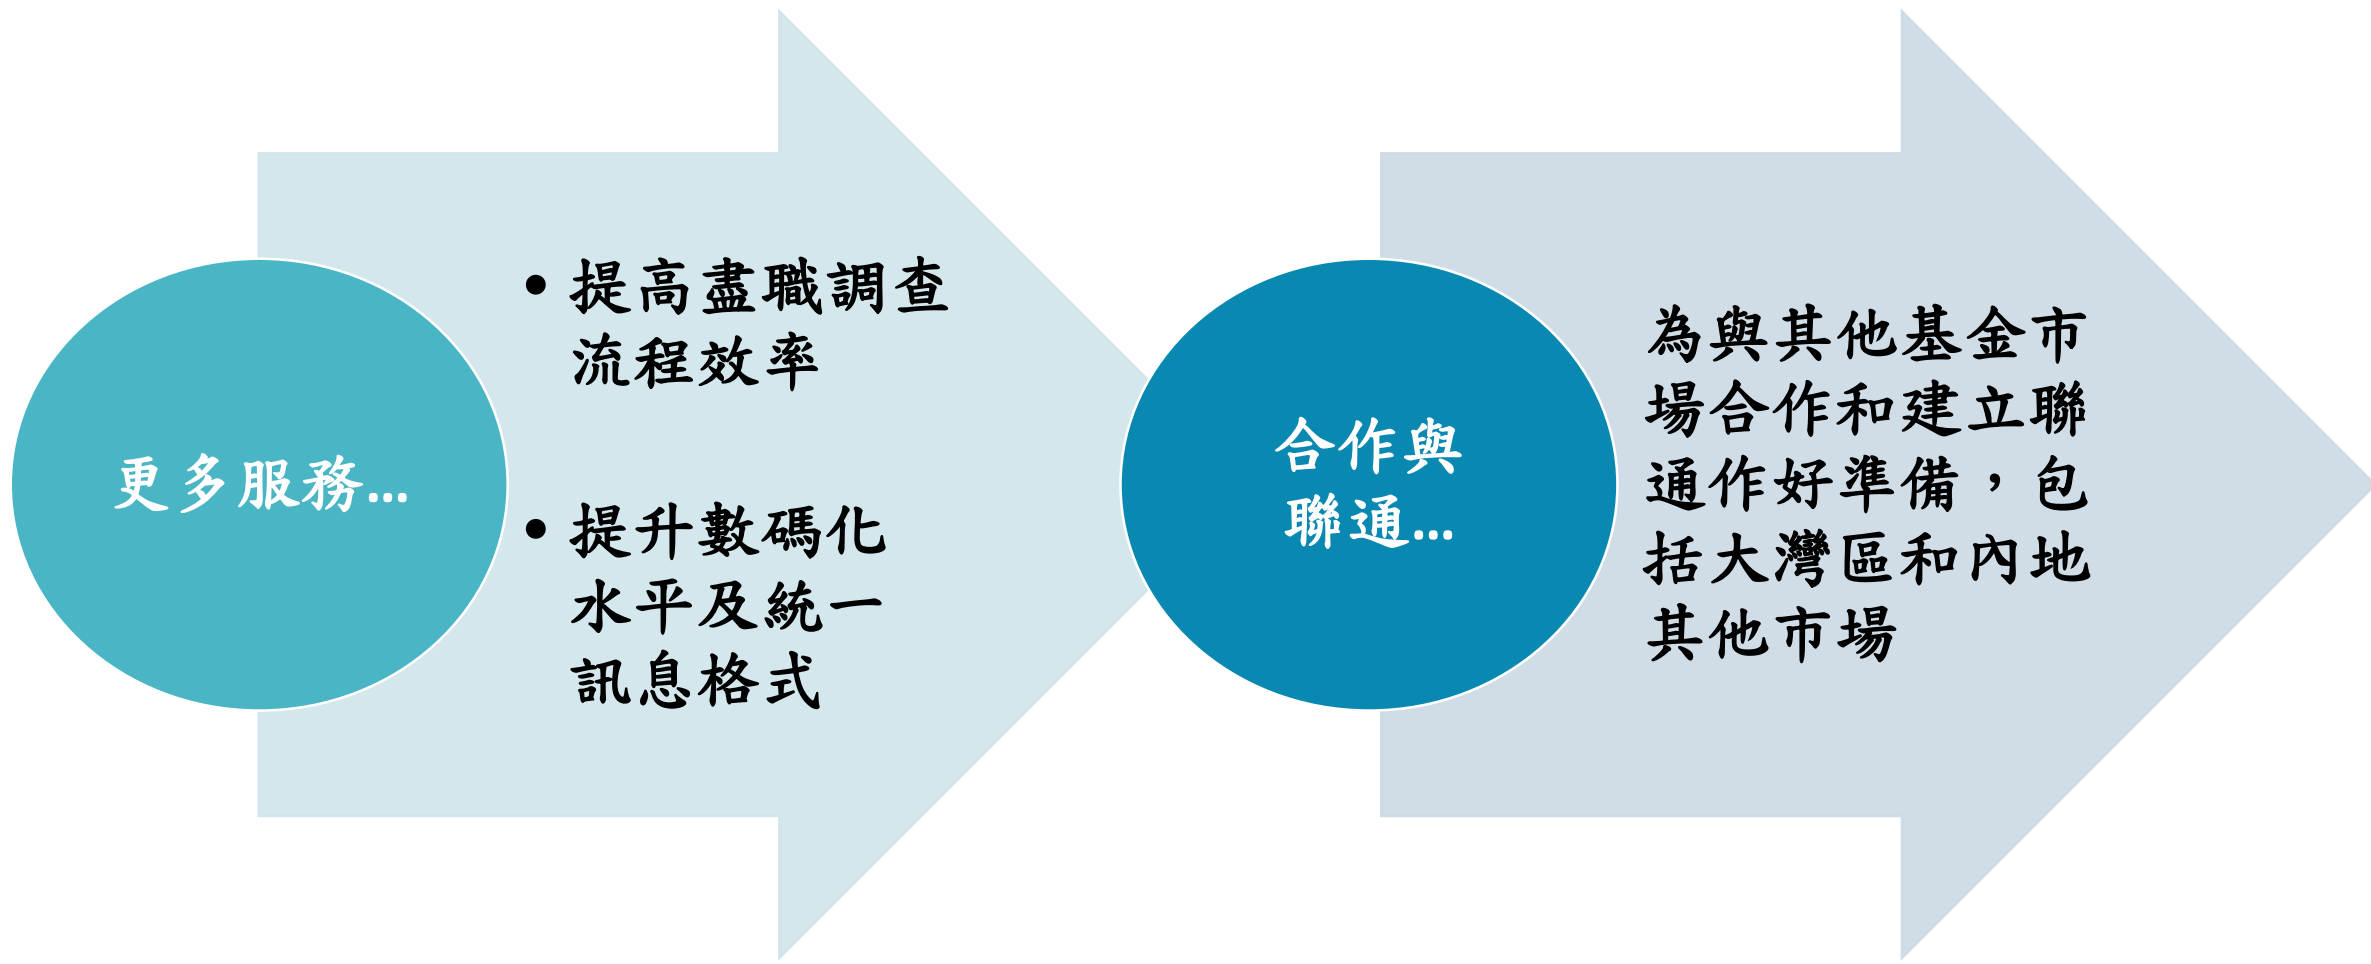 更多服務…
• 提高盡職調查
流程效率
• 提升數碼化
水平及統一
訊息格式
合作與
聯通…
為與其他基金市
場合作和建立聯
通作好準備，包
括大灣區和內地
其他市場